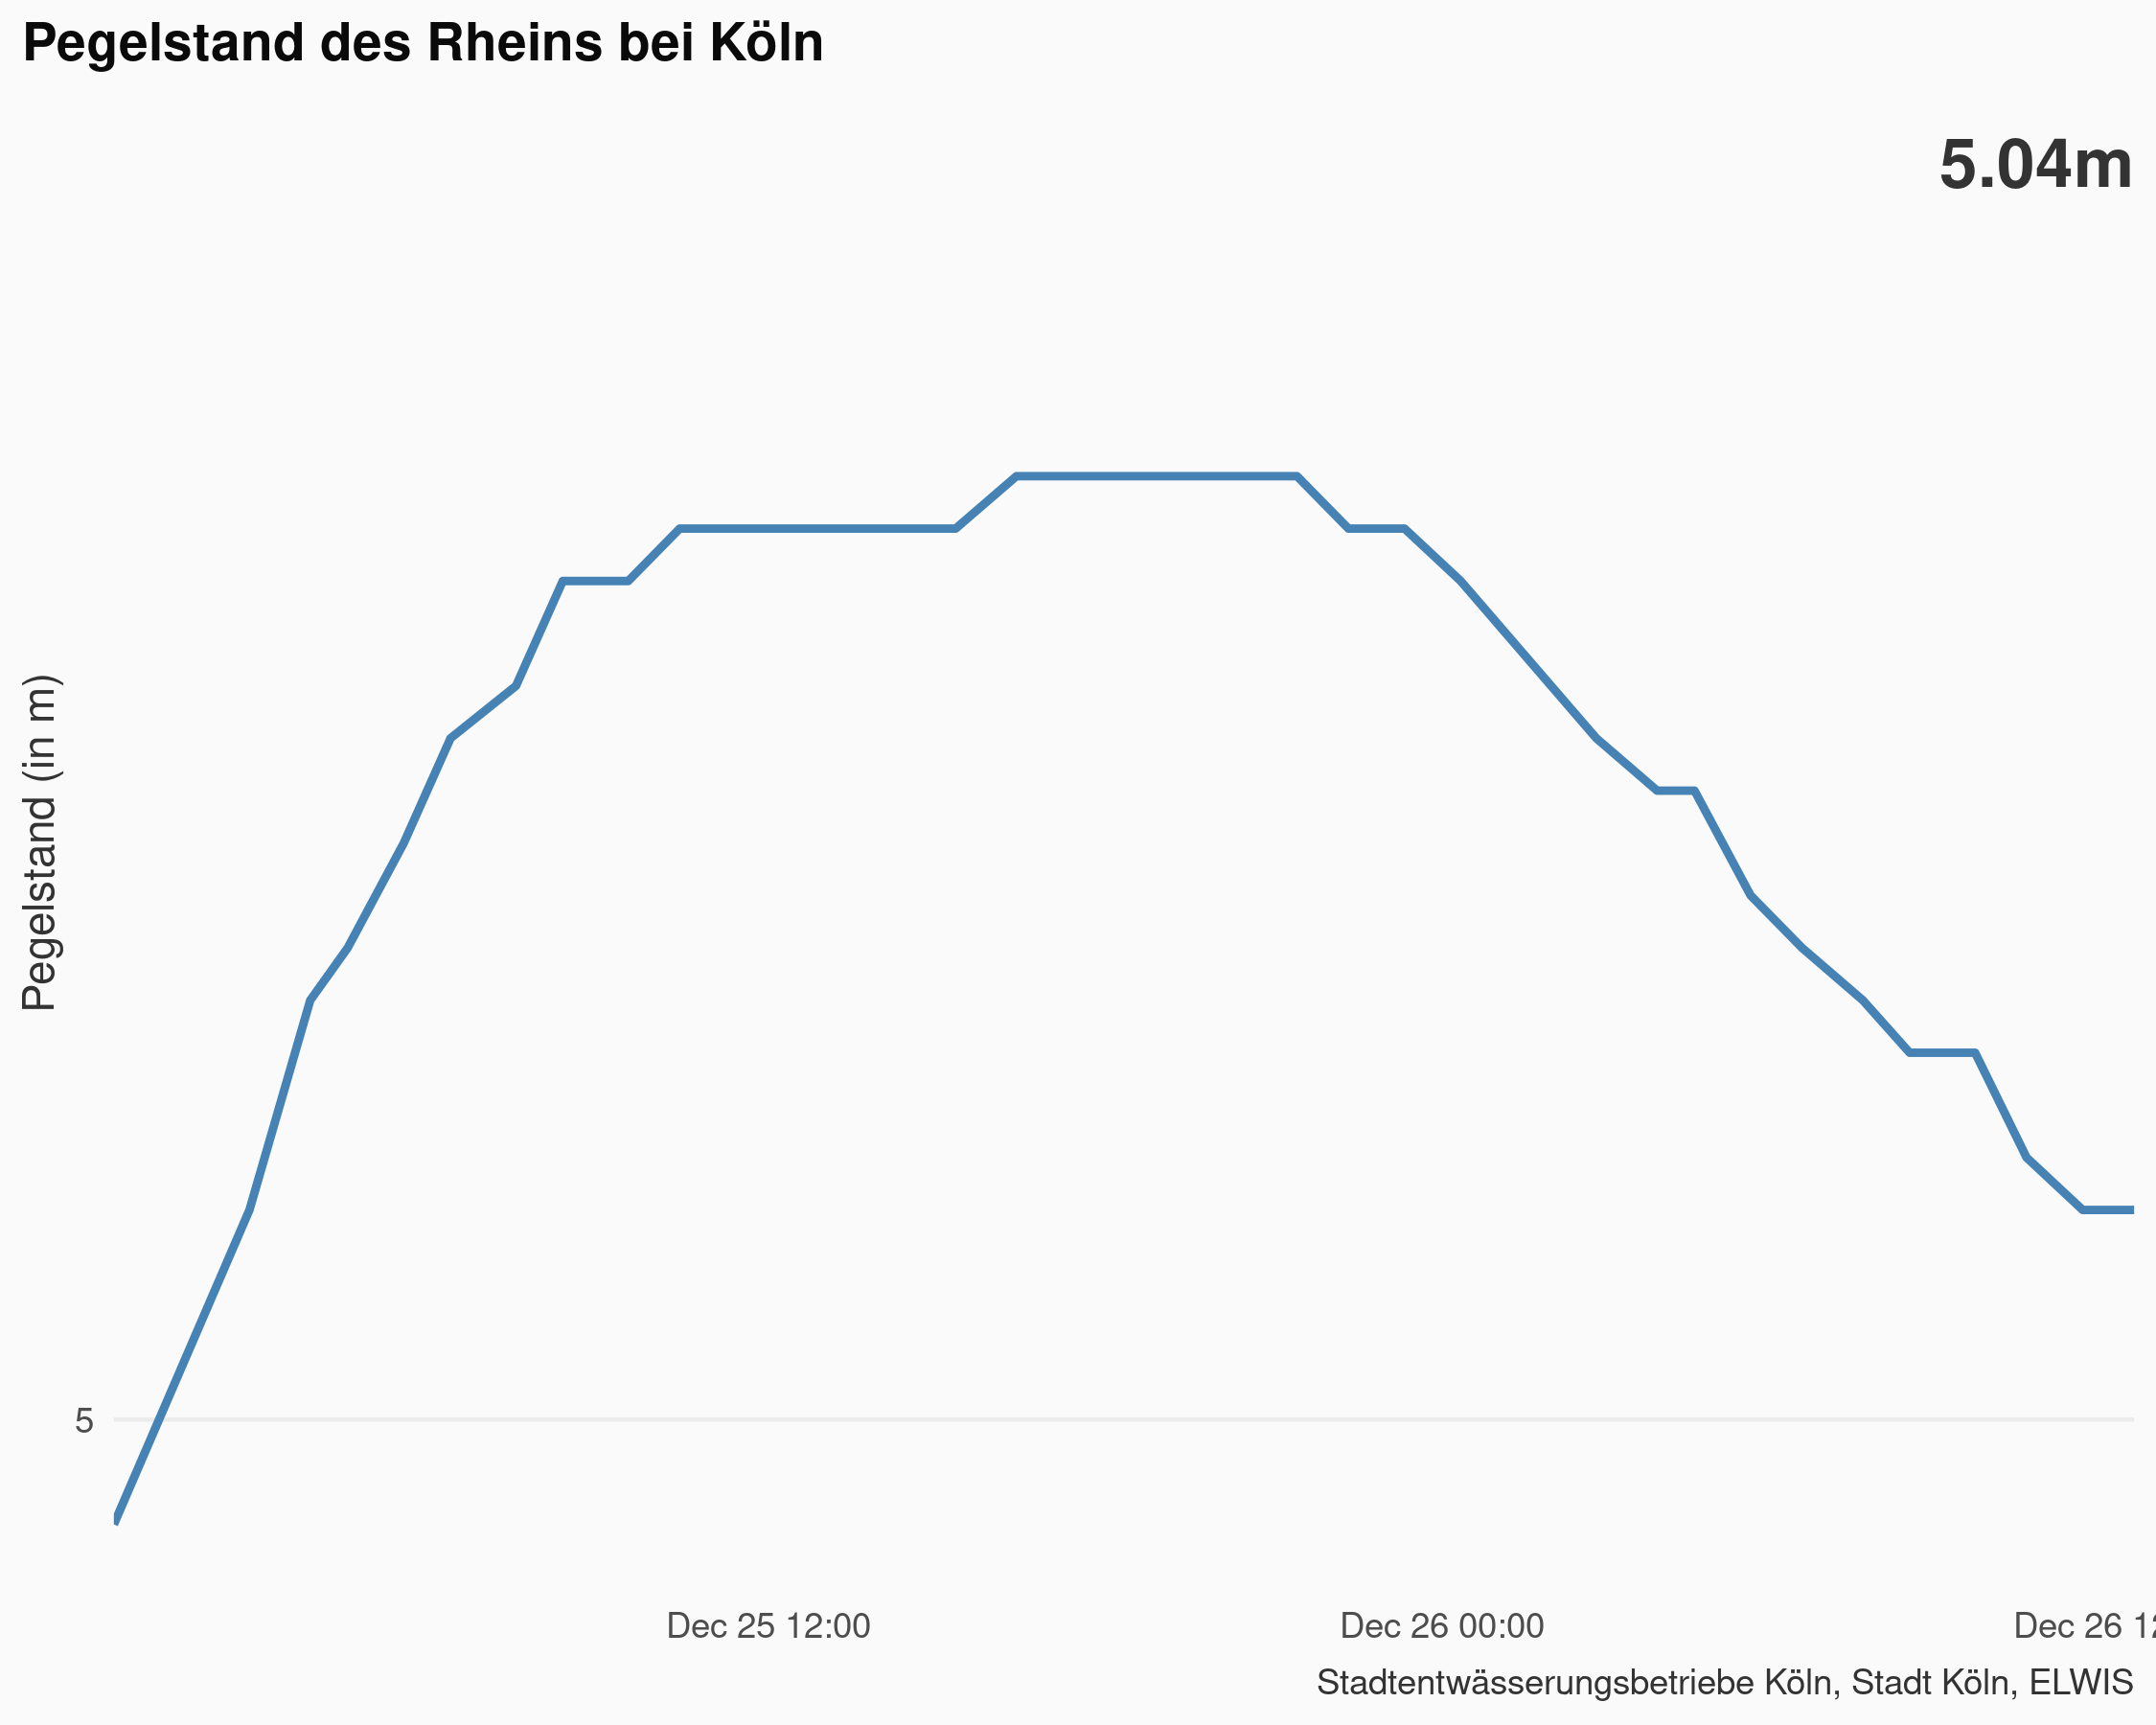 Pegelstand des Rheins bei Köln
5.04m
Pegelstand (in m)
5
Dec 25 12:00
Dec 26 00:00
Dec 26 12
Stadtentwässerungsbetriebe Köln, Stadt Köln, ELWIS